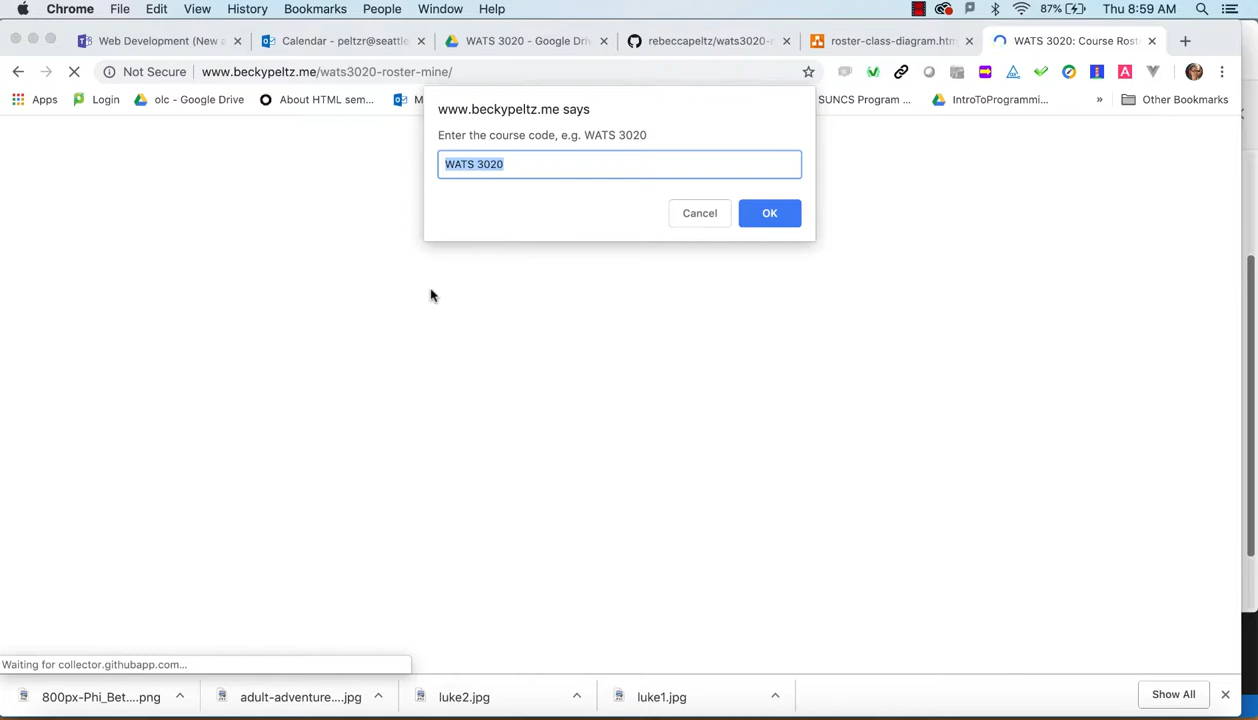 Chrome File Edit View History Bookmarks People Window Help 87% Thu 8:59 AM
Web Development (New a Calendar - peltzr@seattle WATS 3020 - Google Driv rebeccapeltz/wats3020-r roster-class-diagram.htm WATS 3020: Course Ros
Not Secure www.beckypeltz.me/wats3020-roster-mine/
Apps Login olc - Google Drive About HTML sem... M SUNCS Program ... IntroToProgrammi... » Other Bookmarks
www.beckypeltz.me says
Enter the course code, e.g. WATS 3020
WATS 3020
Cancel OK
Waiting for collector.githubapp.com...
800px-Phi_Bet....png adult-adventure....jpg luke2.jpg luke1.jpg Show All